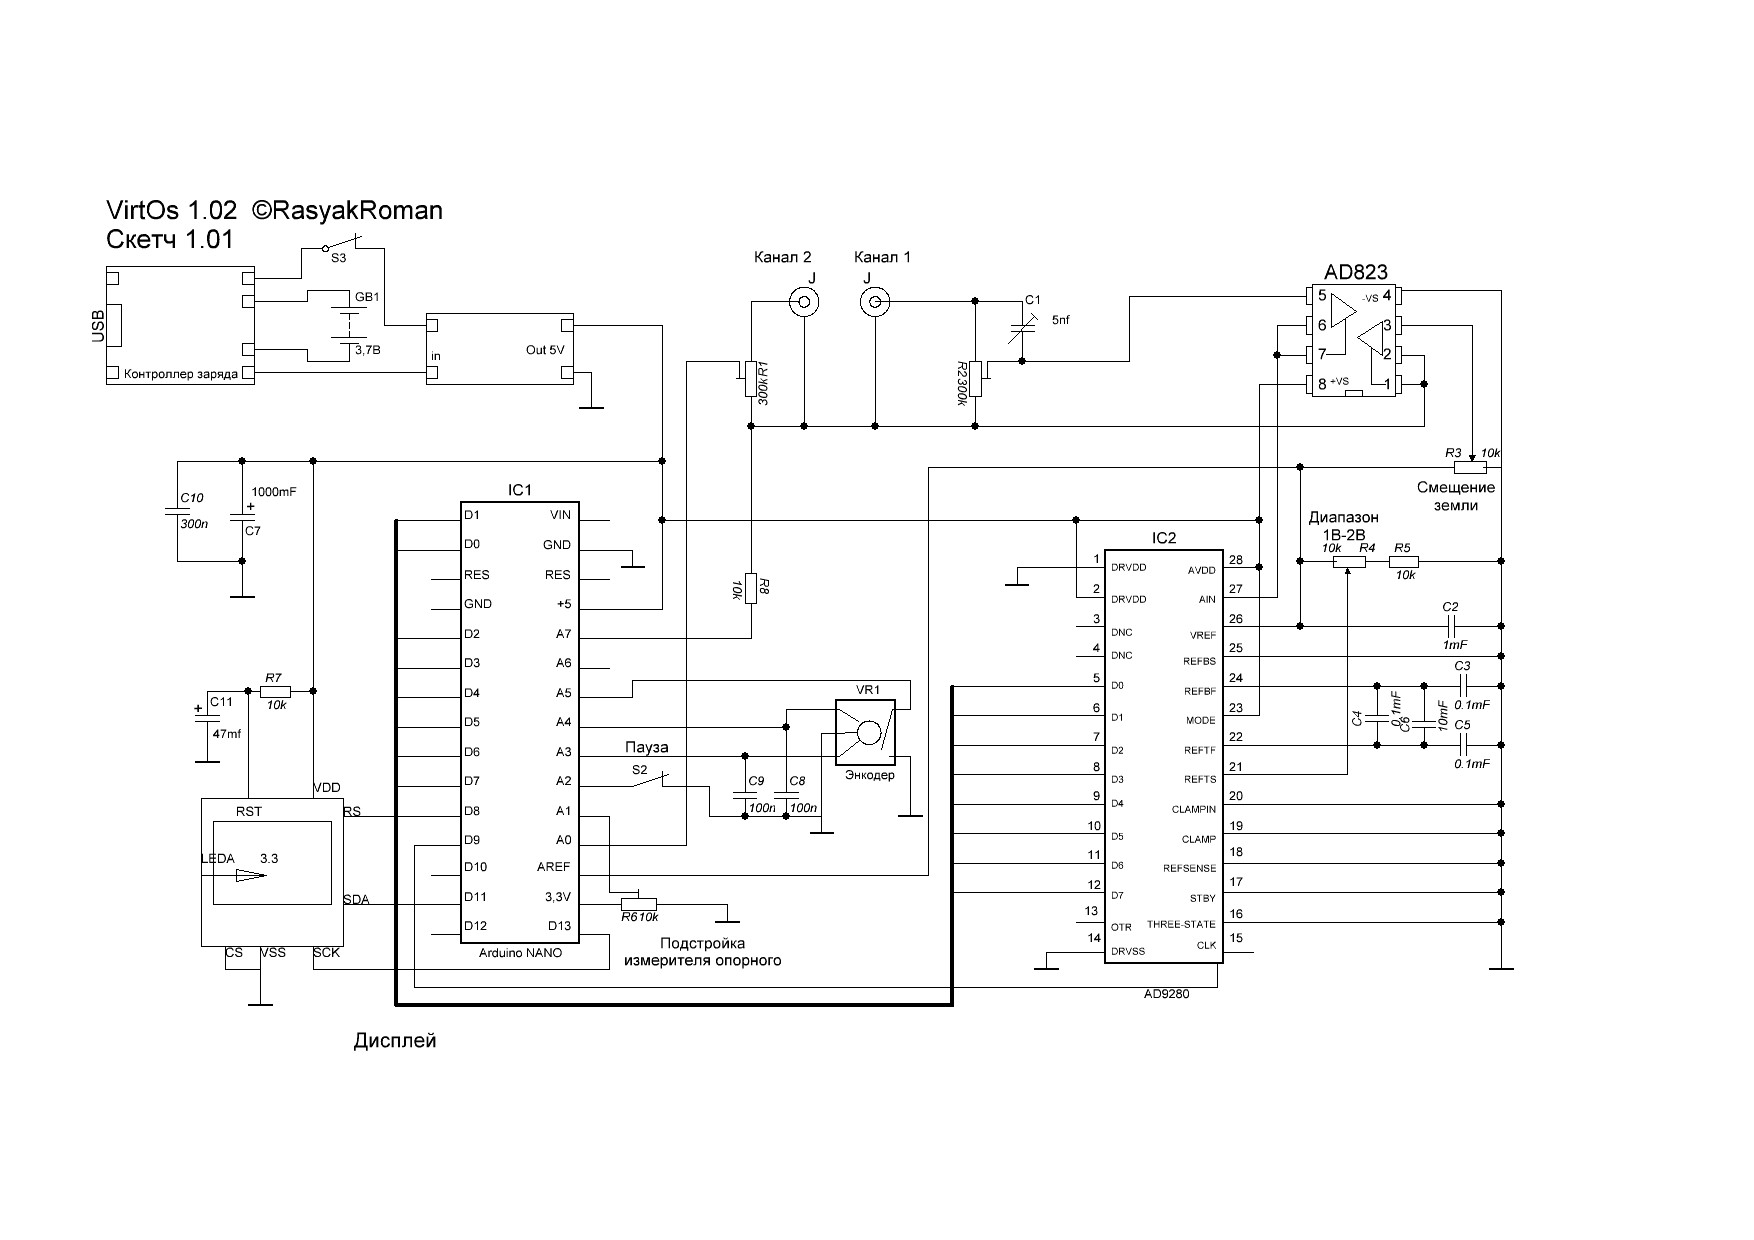 VirtOs 1.02 ©RasyakRoman
Скетч 1.01
S3
USB
GB1
3,7В
Контроллер заряда
in
Out 5V
Канал 2
J
Канал 1
J
C1
5nf
300kR1
R2300k
AD823
5
-VS 4
6
3
7
2
8 +VS
1
R3 10k
Смещение
земли
Диапазон
1В-2В
10k R4 R5
10k
C10
300n
1000mF
+
C7
IC1
D1
D0
RES
GND
D2
D3
D4
D5
D6
D7
D8
D9
D10
D11
D12
VIN
GND
RES
+5
A7
A6
A5
A4
A3
A2
A1
A0
AREF
3,3V
D13
Arduino NANO
R8
10k
VR1
Энкодер
Пауза
S2
C9
100n
C8
100n
R610k
Подстройка
измерителя опорного
R7
10k
+
C11
47mf
VDD
RST
RS
LEDA 3.3
SDA
CS VSS SCK
Дисплей
IC2
1 DRVDD
2 DRVDD
3 DNC
4 DNC
5 D0
6 D1
7 D2
8 D3
9 D4
10 D5
11 D6
12 D7
13 OTR
14 DRVSS
AVDD 28
AIN 27
VREF 26
REFBS 25
REFBF 24
MODE 23
REFTF 22
REFTS 21
CLAMPIN 20
CLAMP 19
REFSENSE 18
STBY 17
THREE-STATE 16
CLK 15
AD9280
C2
1mF
C3
0.1mF
C4
0.1mF
C6
10mF
C5
0.1mF